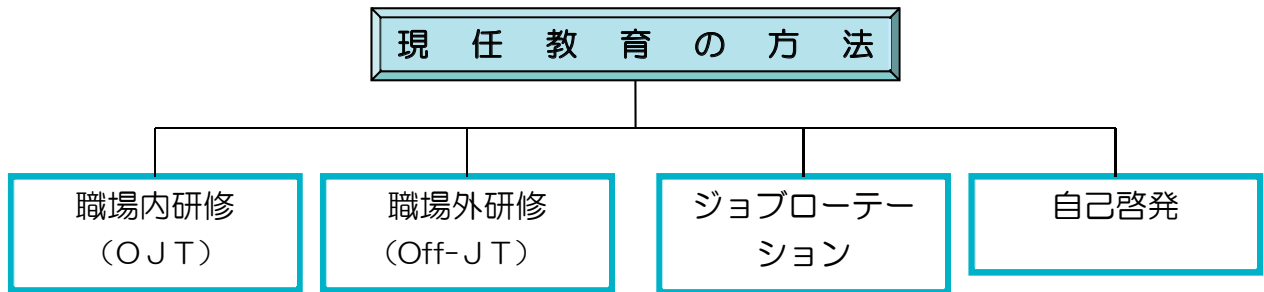 現任教育の方法
職場内研修
（ＯＪＴ）
職場外研修
（Off-ＪＴ）
ジョブローテー
ション
自己啓発